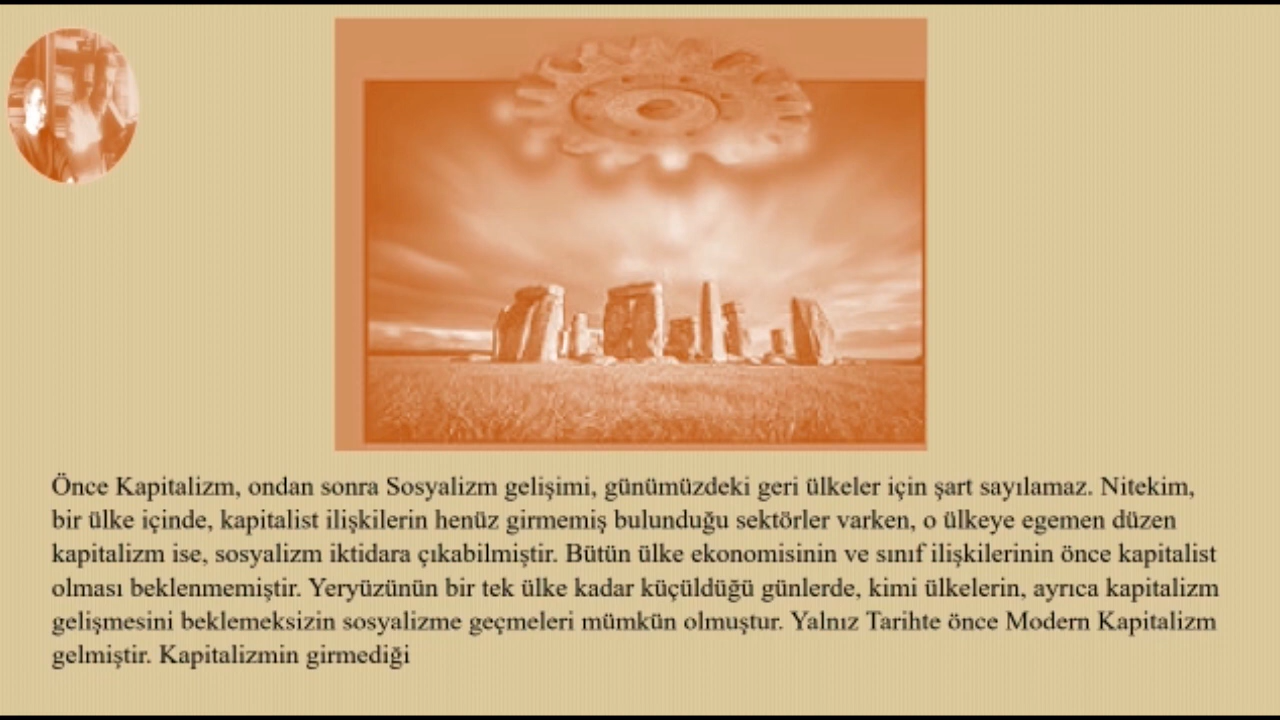 Önce Kapitalizm, ondan sonra Sosyalizm gelişimi, günümüzdeki geri ülkeler için şart sayılamaz. Nitekim,
bir ülke içinde, kapitalist ilişkilerin henüz girmemiş bulunduğu sektörler varken, o ülkeye egemen düzen
kapitalizm ise, sosyalizm iktidara çıkabilmiştir. Bütün ülke ekonomisinin ve sınıf ilişkilerinin önce kapitalist
olması beklenmemiştir. Yeryüzünün bir tek ülke kadar küçüldüğü günlerde, kimi ülkelerin, ayrıca kapitalizm
gelişmesini beklemeksizin sosyalizme geçmeleri mümkün olmuştur. Yalnız Tarihte önce Modern Kapitalizm
gelmiştir. Kapitalizmin girmediği